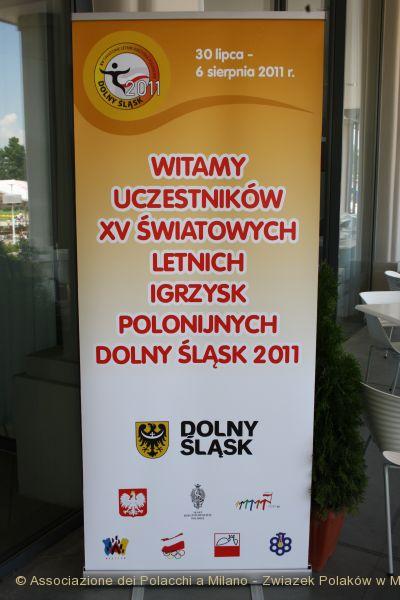 2011
DOLNY ŚLĄSK
30 lipca -
6 sierpnia 2011 r.
WITAMY
UCZESTNIKÓW
XV ŚWIATOWYCH
LETNICH
IGRZYSK
POLONIJNYCH
DOLNY ŚLĄSK 2011
DOLNY
ŚLĄSK
© Associazione dei Polacchi a Milano - Zwiazek Polaków w M